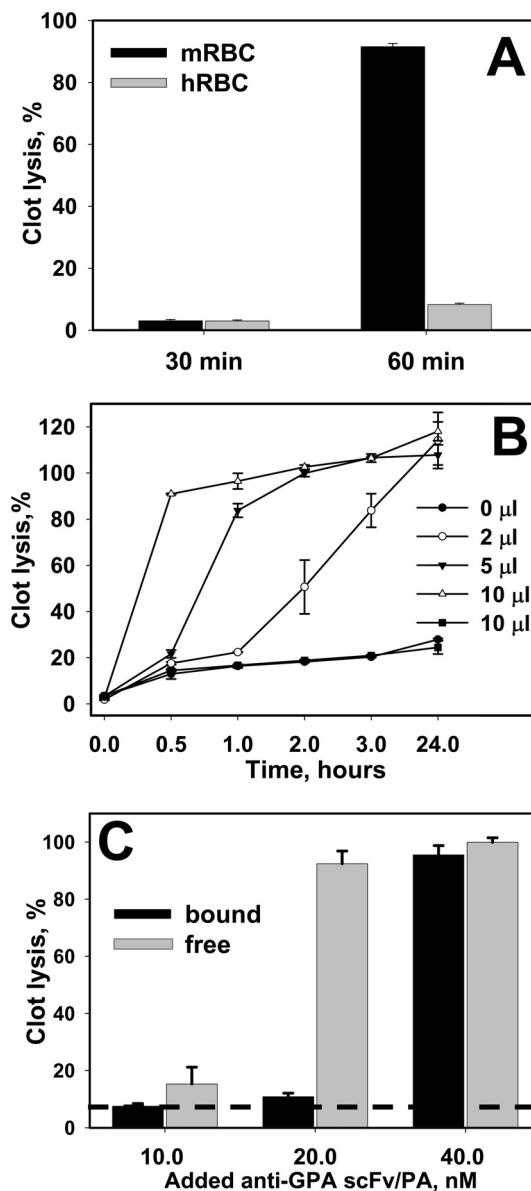 A
mRBC
hRBC
Clot lysis, %
100
80
60
40
20
0
30 min
60 min
B
Clot lysis,%
120
100
80
60
40
20
0
0 µl
2 µl
5 µl
10 µl
10 µl
0.0 0.5 1.0 2.0 3.0 24.0
Time, hours
C
bound
free
Clot lysis, %
100
80
60
40
20
0
10.0 20.0 40.0
Added anti-GPA scFv/PA, nM